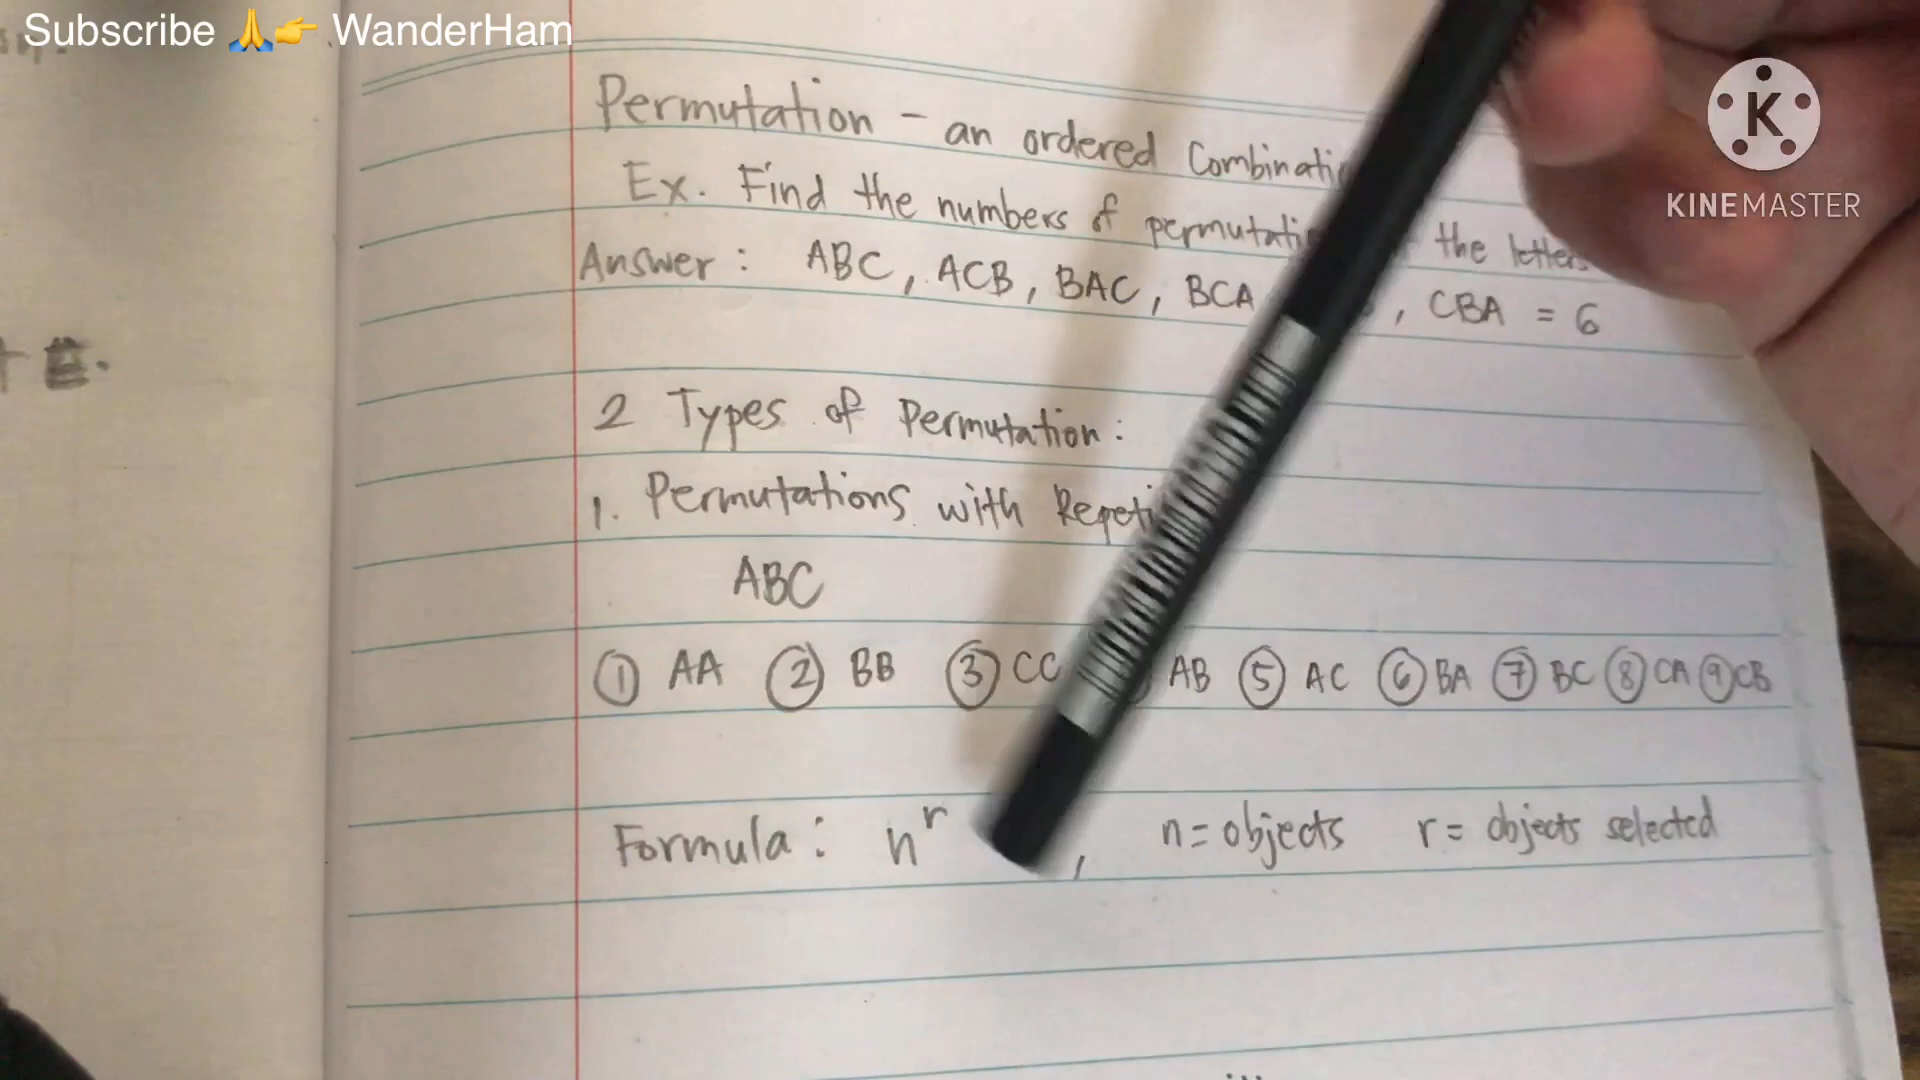 Subscribe 🙏👉 WanderHam
KINEMASTER
Permutation - an ordered
Ex. Find the numbers of the
Answer : ABC, ACB, BAC, BCA , CBA = 6
2 Types of Permutation :
1. Permutations with
ABC
① AA ② BB ③ CC AB ⑤ AC ⑥ BA ⑦ BC ⑧ CA ⑨ CB
Formula : n^r , n = objects r = objects selected